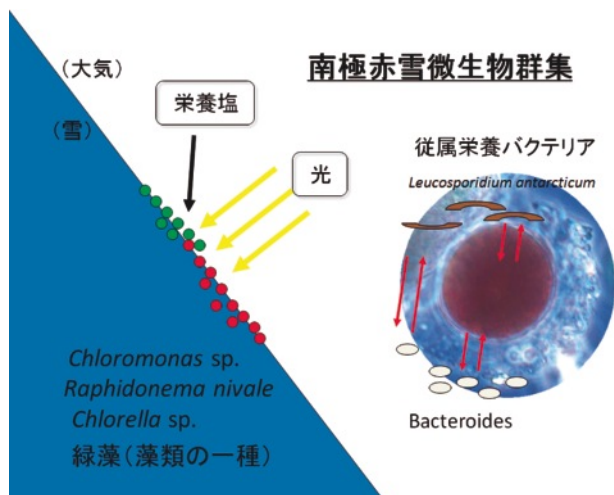 南極赤雪微生物群集
(大気)
(雪)
栄養塩
光
従属栄養バクテリア
Leucosporidium antarcticum
Bacteroides
Chloromonas sp.
Raphidonema nivale
Chlorella sp.
緑藻(藻類の一種)